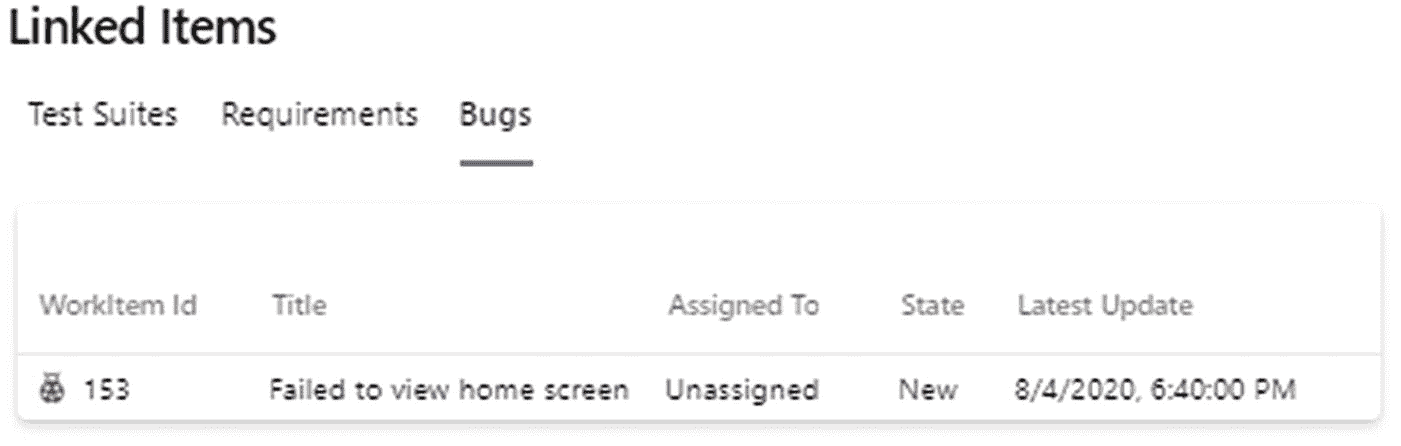 Linked Items
Test Suites Requirements Bugs
WorkItem Id Title Assigned To State Latest Update
153 Failed to view home screen Unassigned New 8/4/2020, 6:40:00 PM